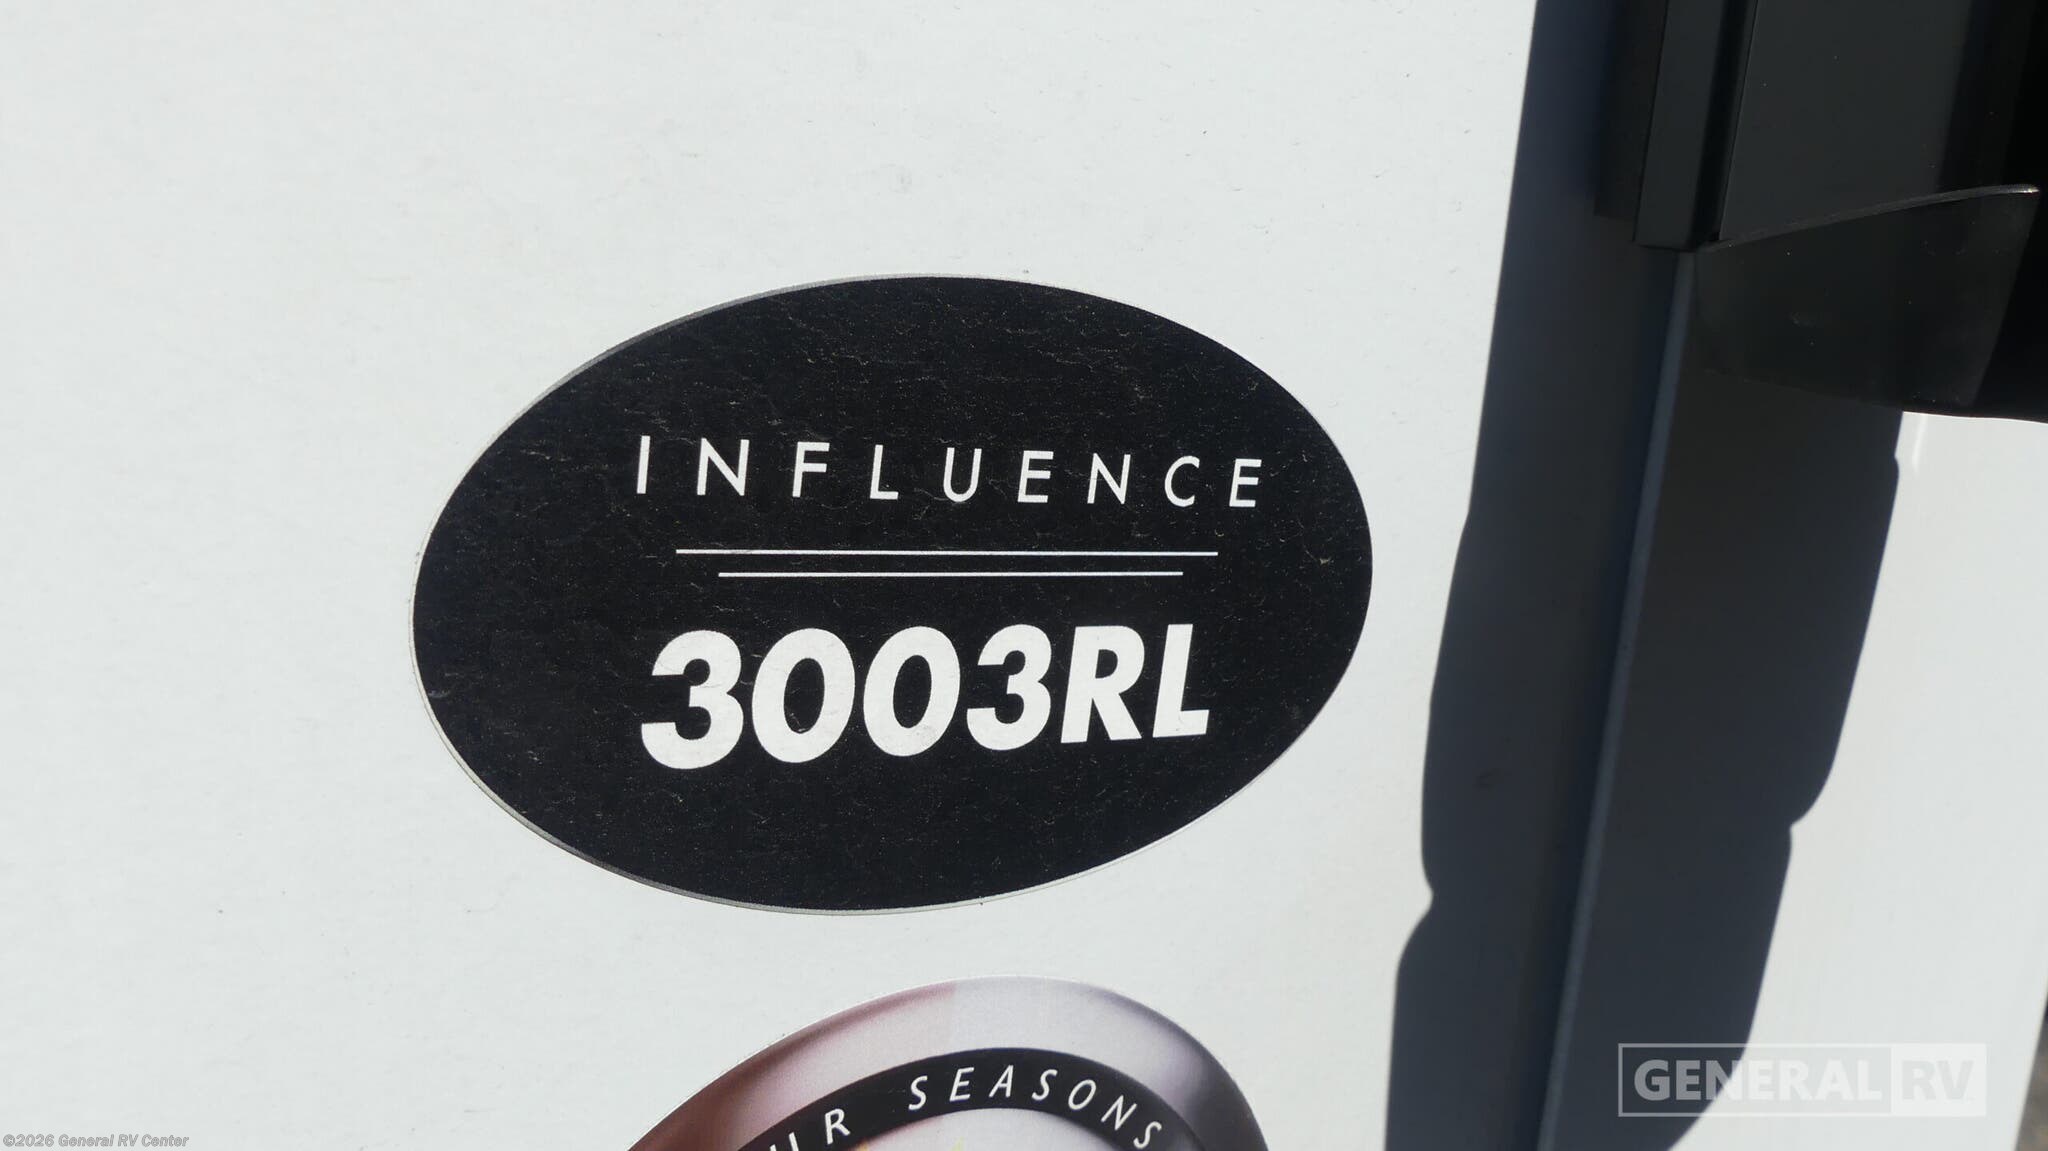 INFLUENCE
3003RL
SEASONS
GENERAL RV
©2026 General RV Center